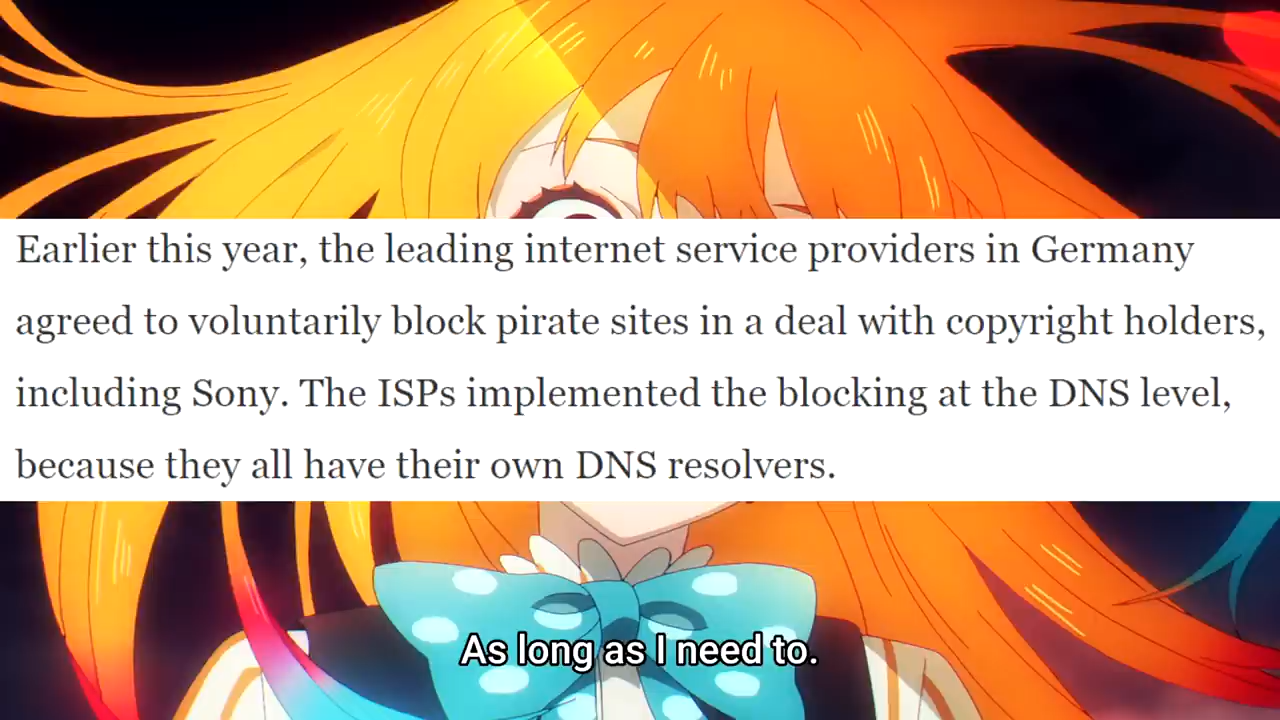 Earlier this year, the leading internet service providers in Germany
agreed to voluntarily block pirate sites in a deal with copyright holders,
including Sony. The ISPs implemented the blocking at the DNS level,
because they all have their own DNS resolvers.
As long as I need to.